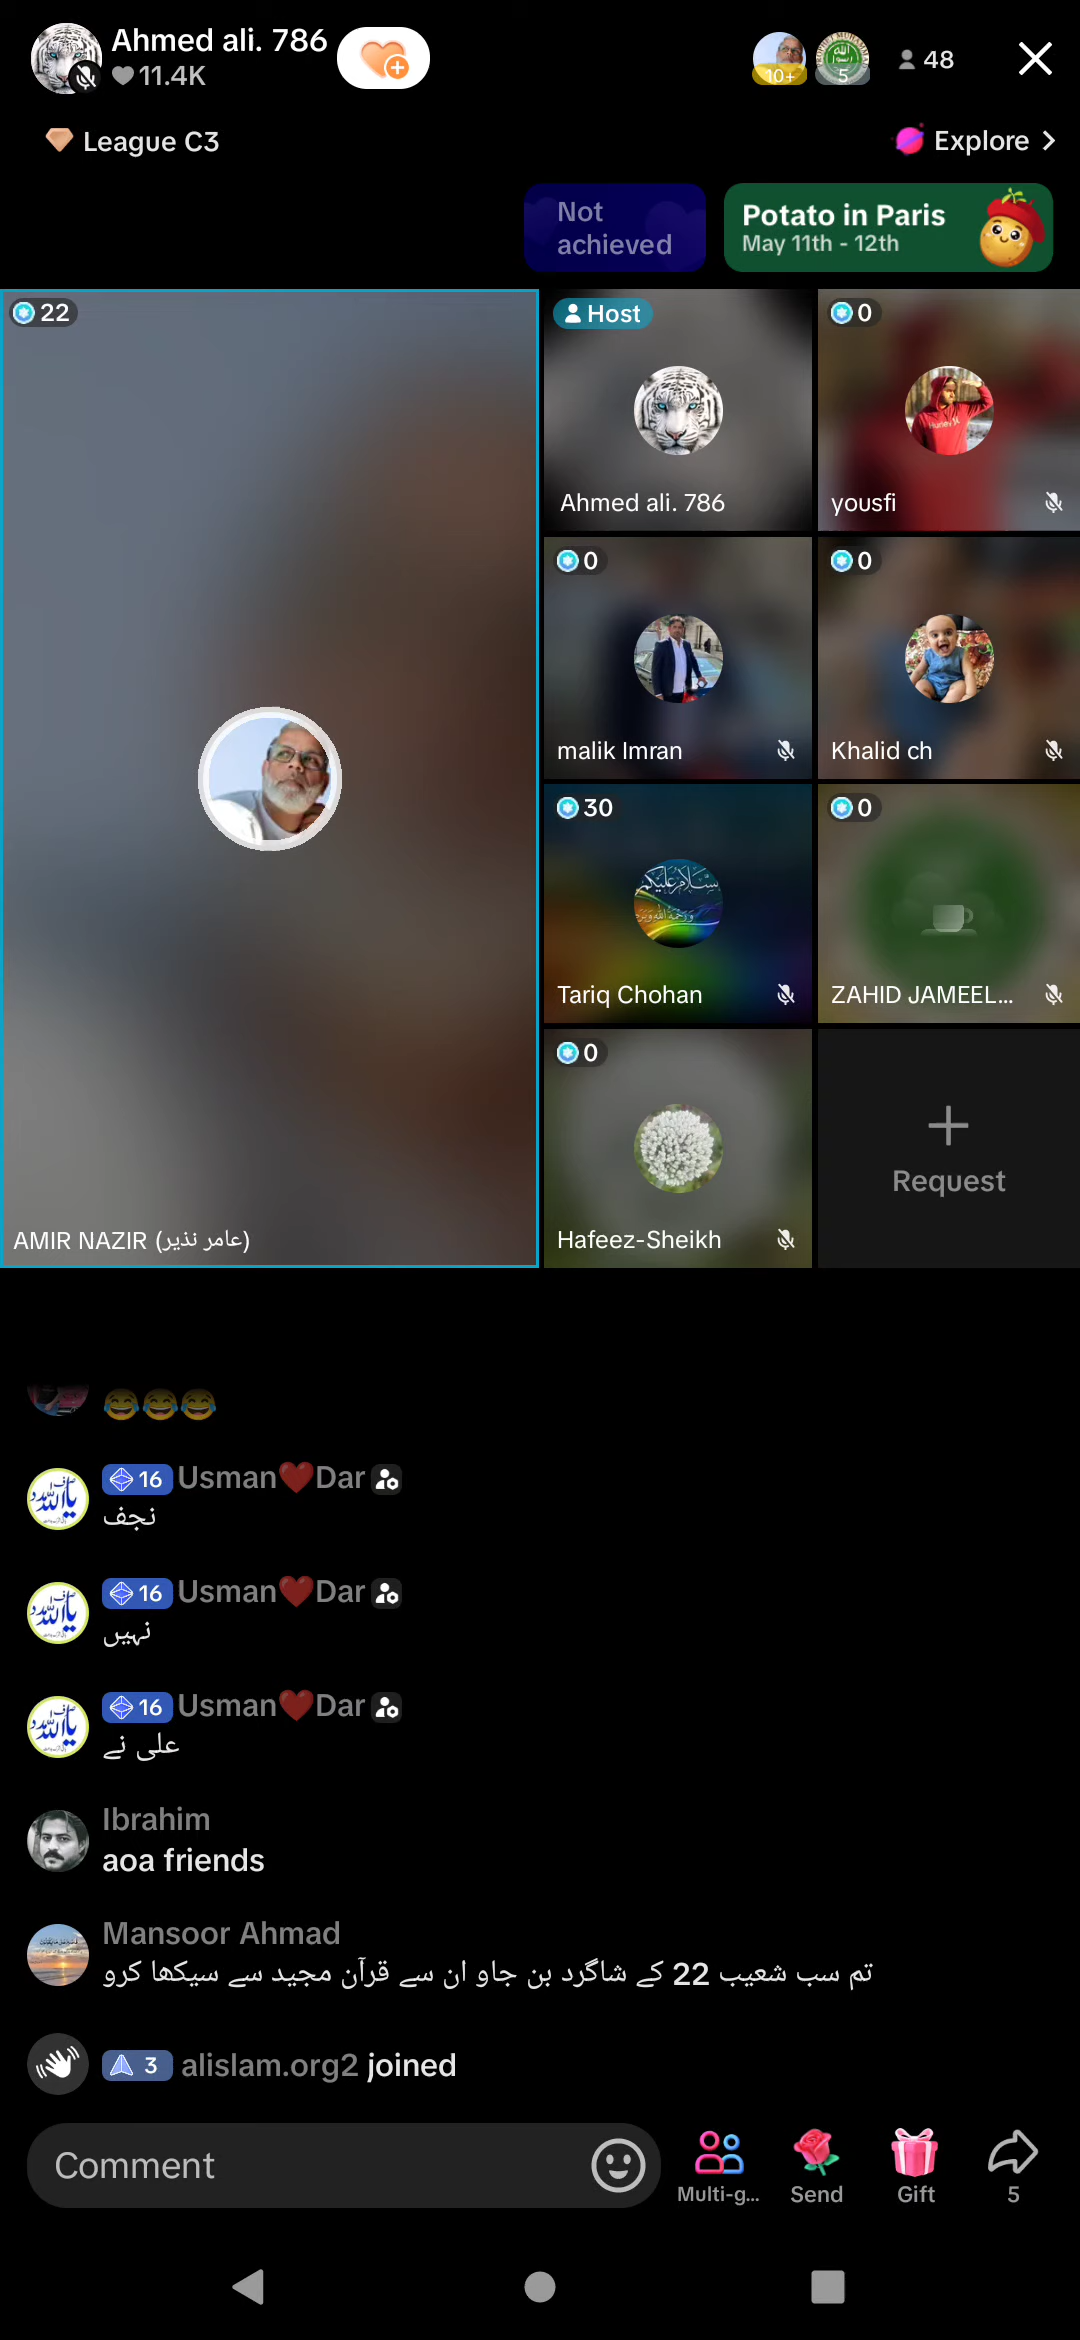 Ahmed ali. 786
11.4K
10+
5
48
League C3
Explore
Not
achieved
Potato in Paris
May 11th - 12th
22
Host
0
Ahmed ali. 786
yousfi
0
0
malik Imran
Khalid ch
30
0
Tariq Chohan
ZAHID JAMEEL...
0
Request
Hafeez-Sheikh
AMIR NAZIR (عامر نذیر)
😂😂😂
16 Usman❤️Dar
نجف
16 Usman❤️Dar
نہیں
16 Usman❤️Dar
علی نے
Ibrahim
aoa friends
Mansoor Ahmad
تم سب شعیب 22 کے شاگرد بن جاو ان سے قرآن مجید سے سیکھا کرو
3 alislam.org2 joined
Comment
Multi-g...
Send
Gift
5